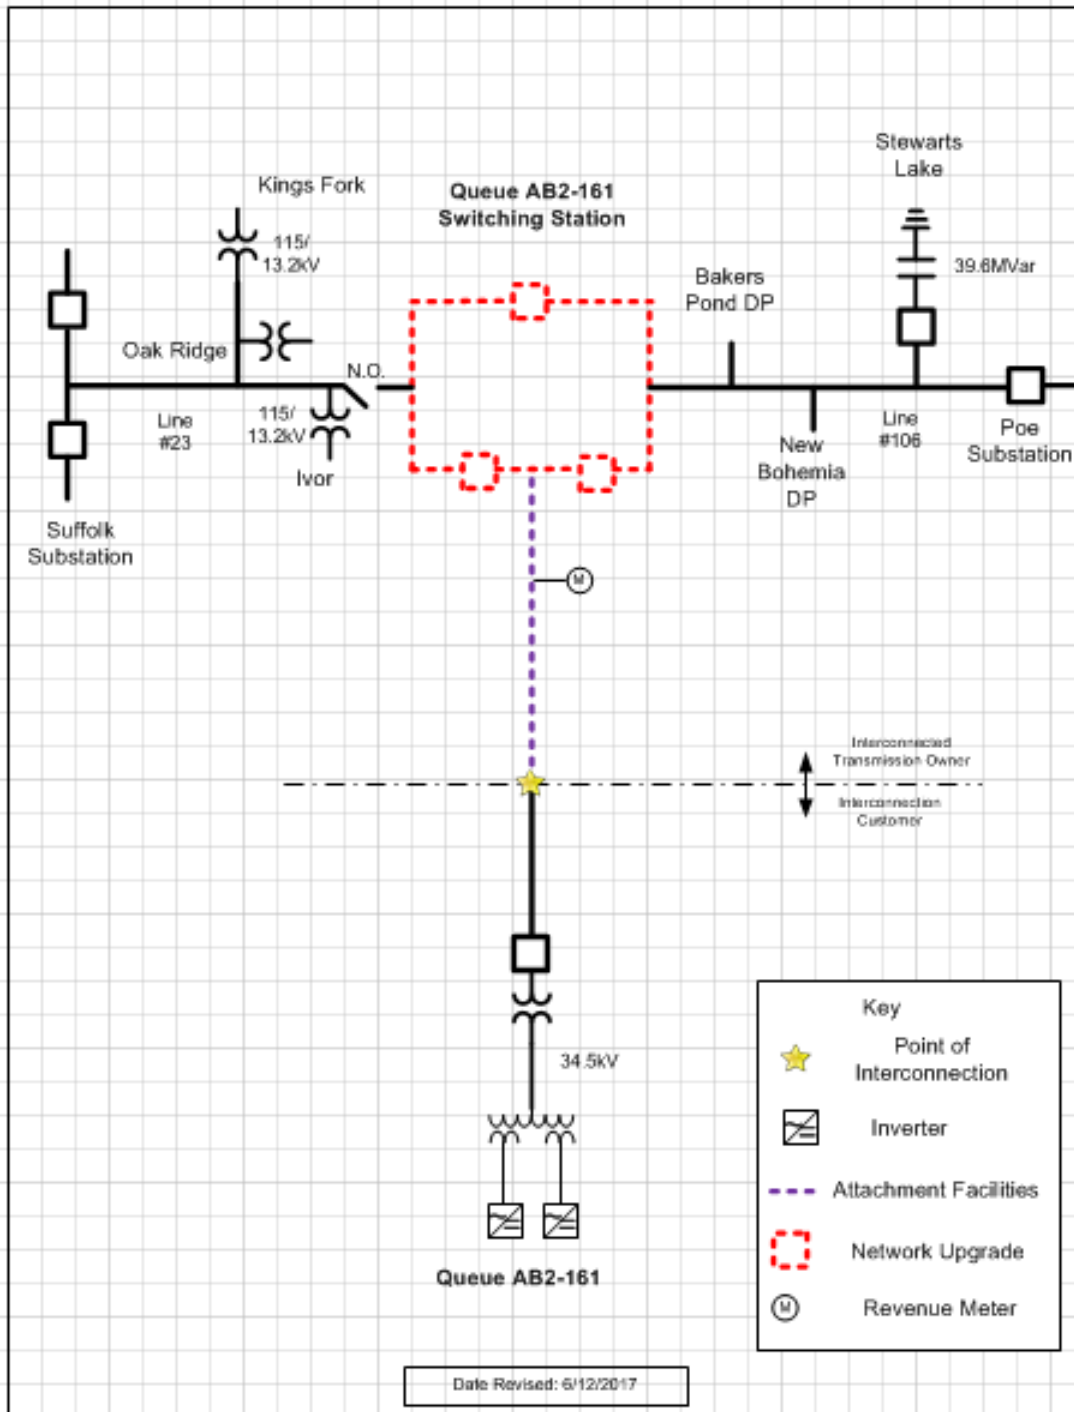 Stewarts
Lake
Kings Fork
Queue AB2-161
Switching Station
115/
13.2kV
39.6MVar
Bakers
Pond DP
Oak Ridge
N.O.
Line
#23
115/
13.2kV
Ivor
New
Bohemia
DP
Line
#106
Poe
Substation
Suffolk
Substation
M
Interconnected
Transmission Owner
Interconnection
Customer
34.5kV
Key
Point of
Interconnection
Inverter
Attachment Facilities
Network Upgrade
M
Revenue Meter
Queue AB2-161
Date Revised: 6/12/2017